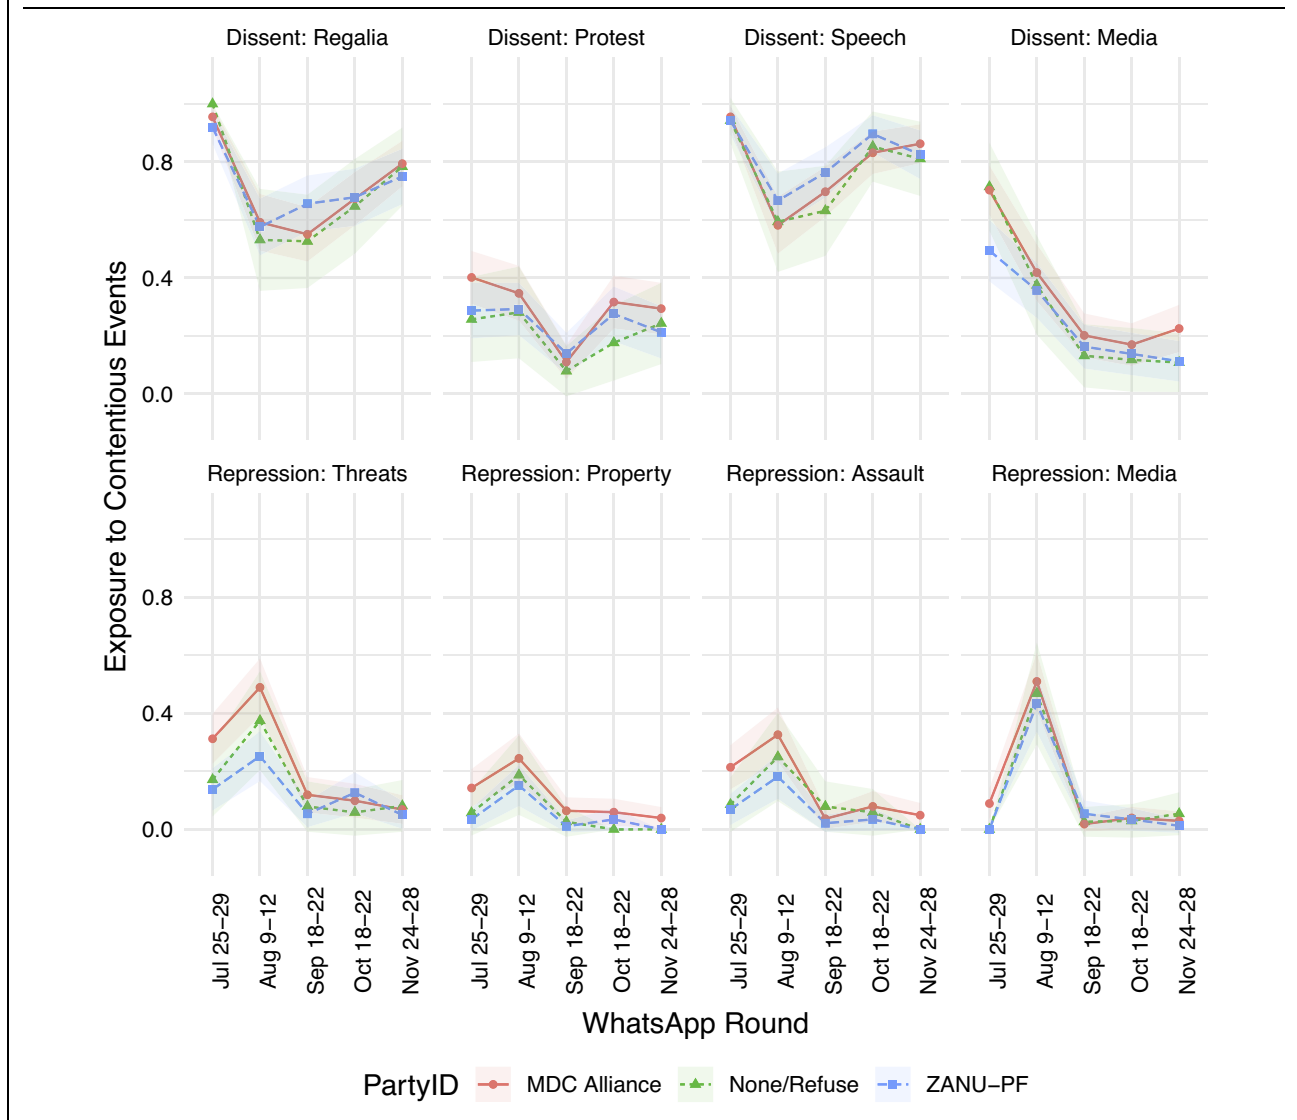 Dissent: Regalia Dissent: Protest Dissent: Speech Dissent: Media
0.8
0.4
0.0
Exposure to Contentious Events
Repression: Threats Repression: Property Repression: Assault Repression: Media
0.8
0.4
0.0
Jul 25−29 Aug 9−12 Sep 18−22 Oct 18−22 Nov 24−28 Jul 25−29 Aug 9−12 Sep 18−22 Oct 18−22 Nov 24−28 Jul 25−29 Aug 9−12 Sep 18−22 Oct 18−22 Nov 24−28 Jul 25−29 Aug 9−12 Sep 18−22 Oct 18−22 Nov 24−28
WhatsApp Round
PartyID MDC Alliance None/Refuse ZANU−PF